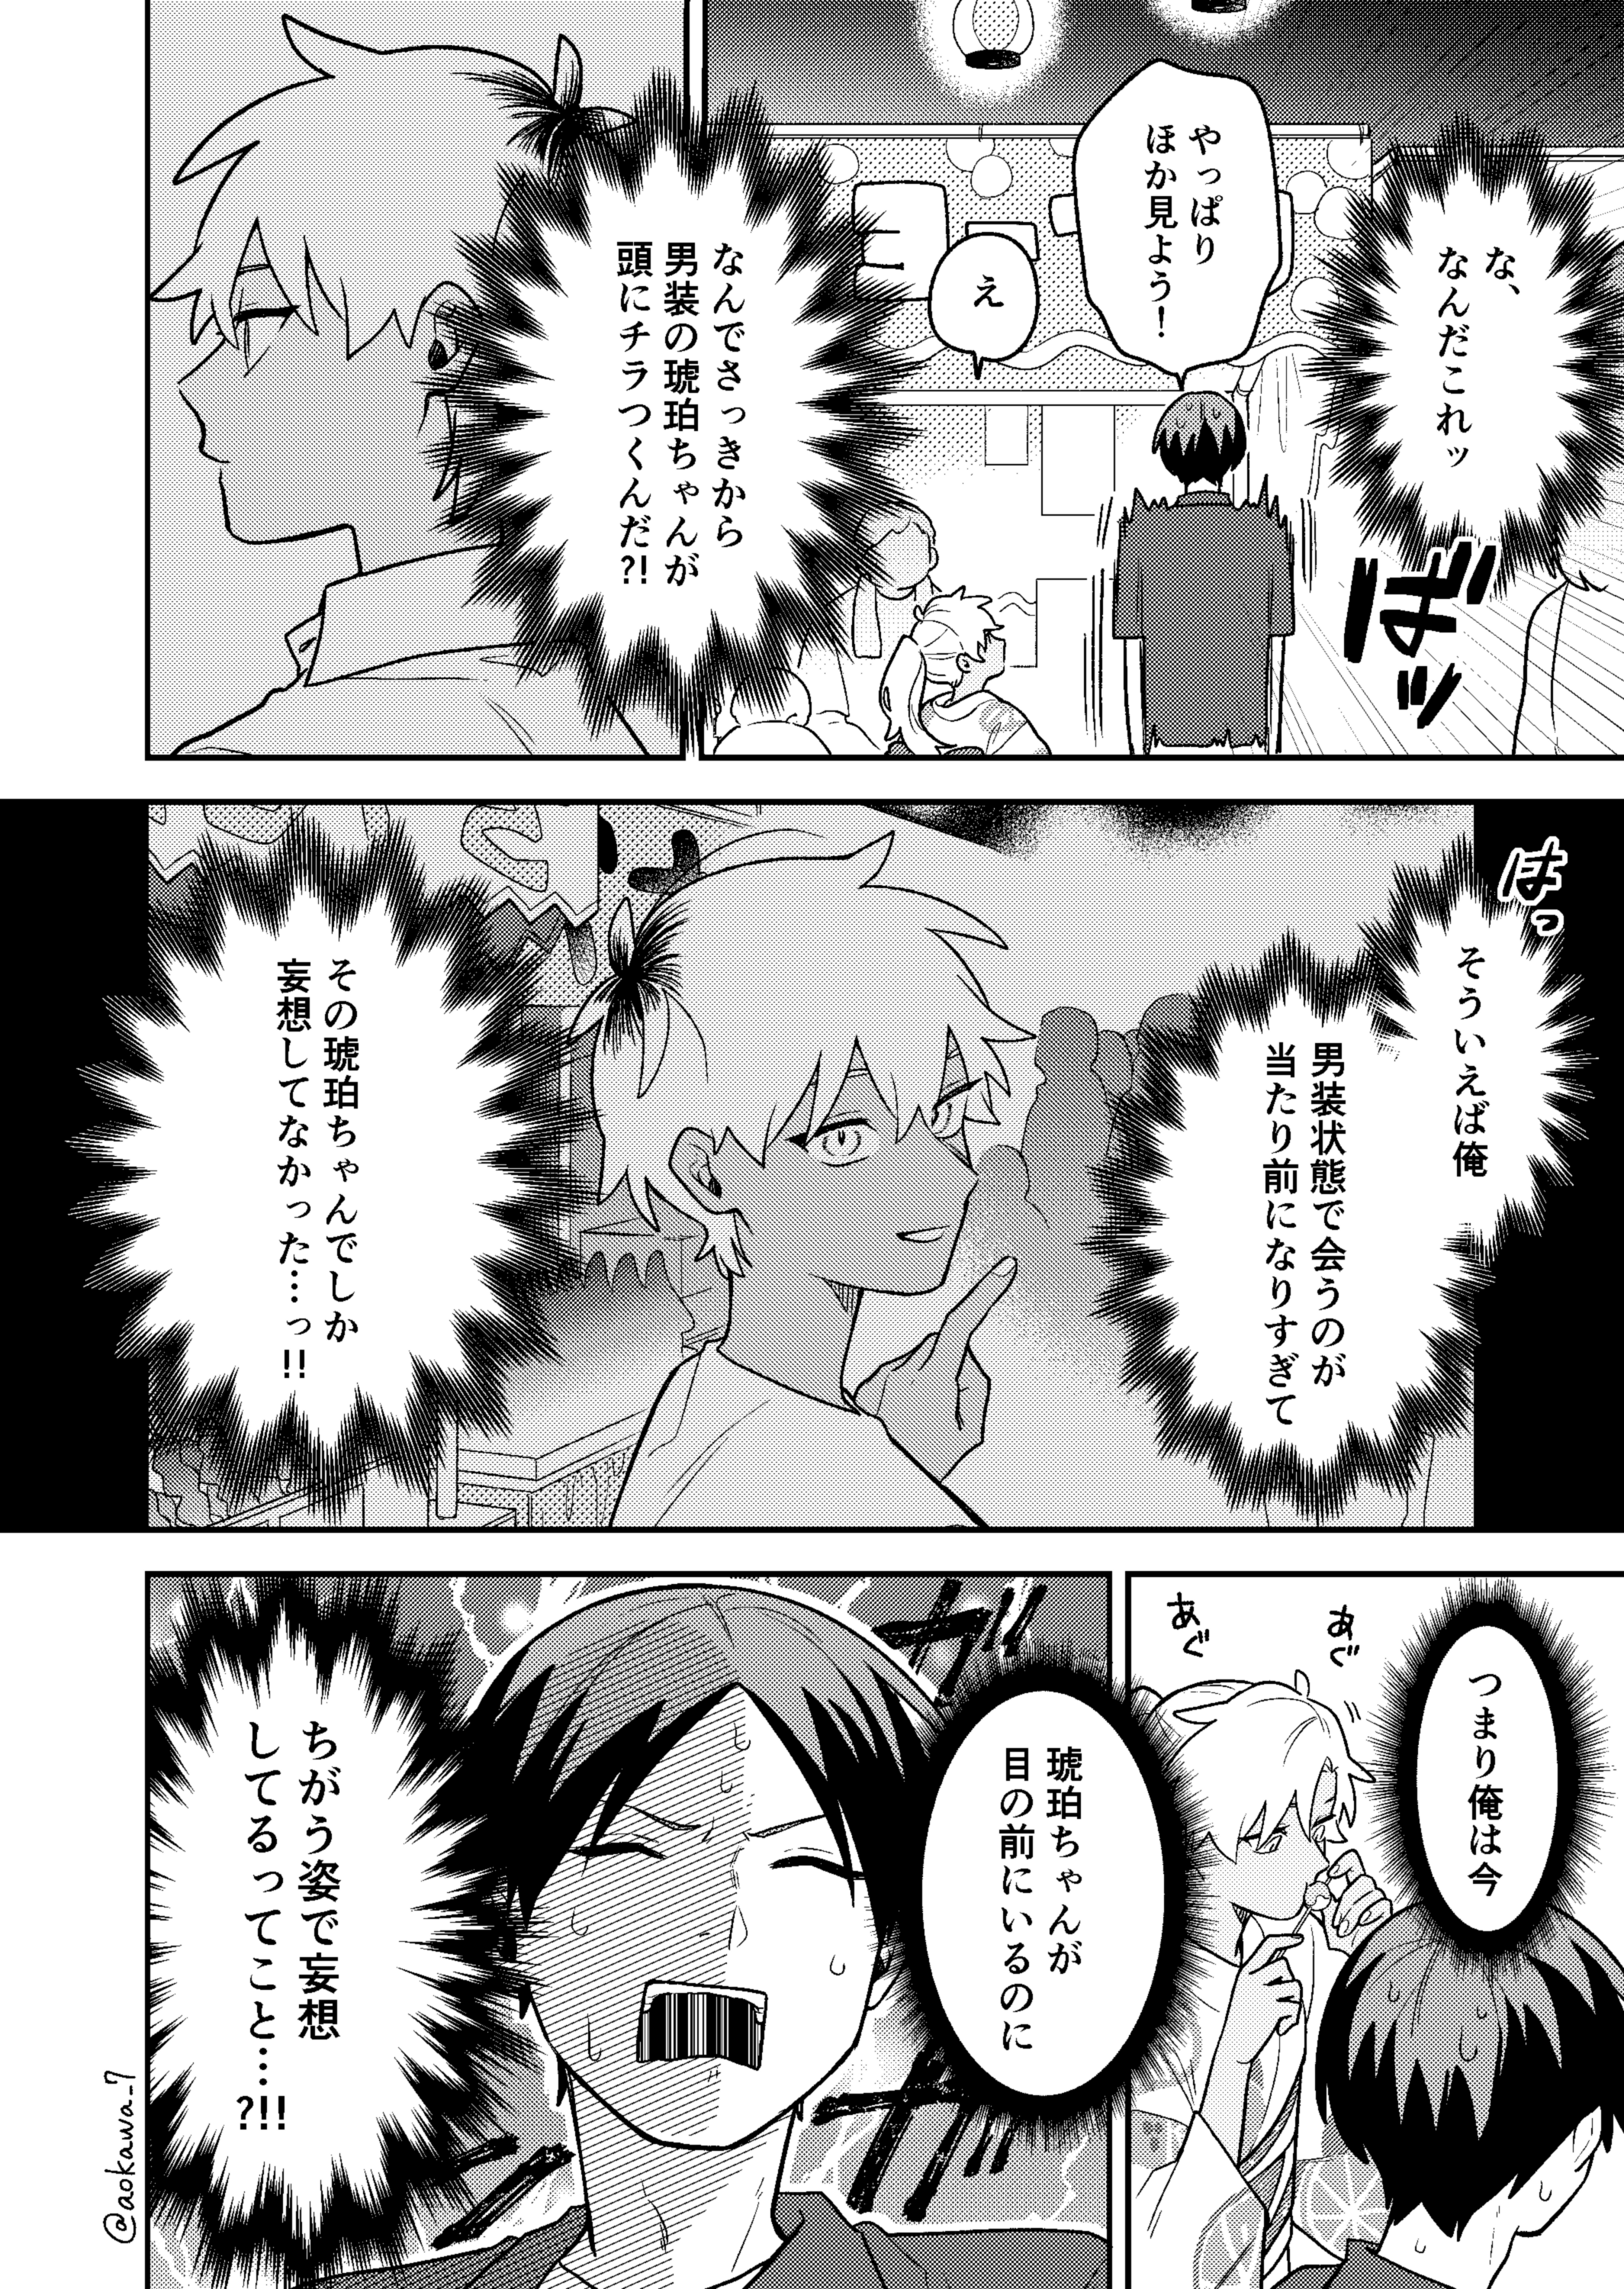 な、
なんだこれッ
バッ
やっぱり
ほか見よう！
え
なんでさっきから
男装の琥珀ちゃんが
頭にチラつくんだ?!
はっ
そういえば俺
男装状態で会うのが
当たり前になりすぎて
その琥珀ちゃんでしか
妄想してなかった…っ!!
つまり俺は今
あぐ
あぐ
琥珀ちゃんが
目の前にいるのに
ちがう姿で妄想
してるってこと…?!!
@aokawa_7